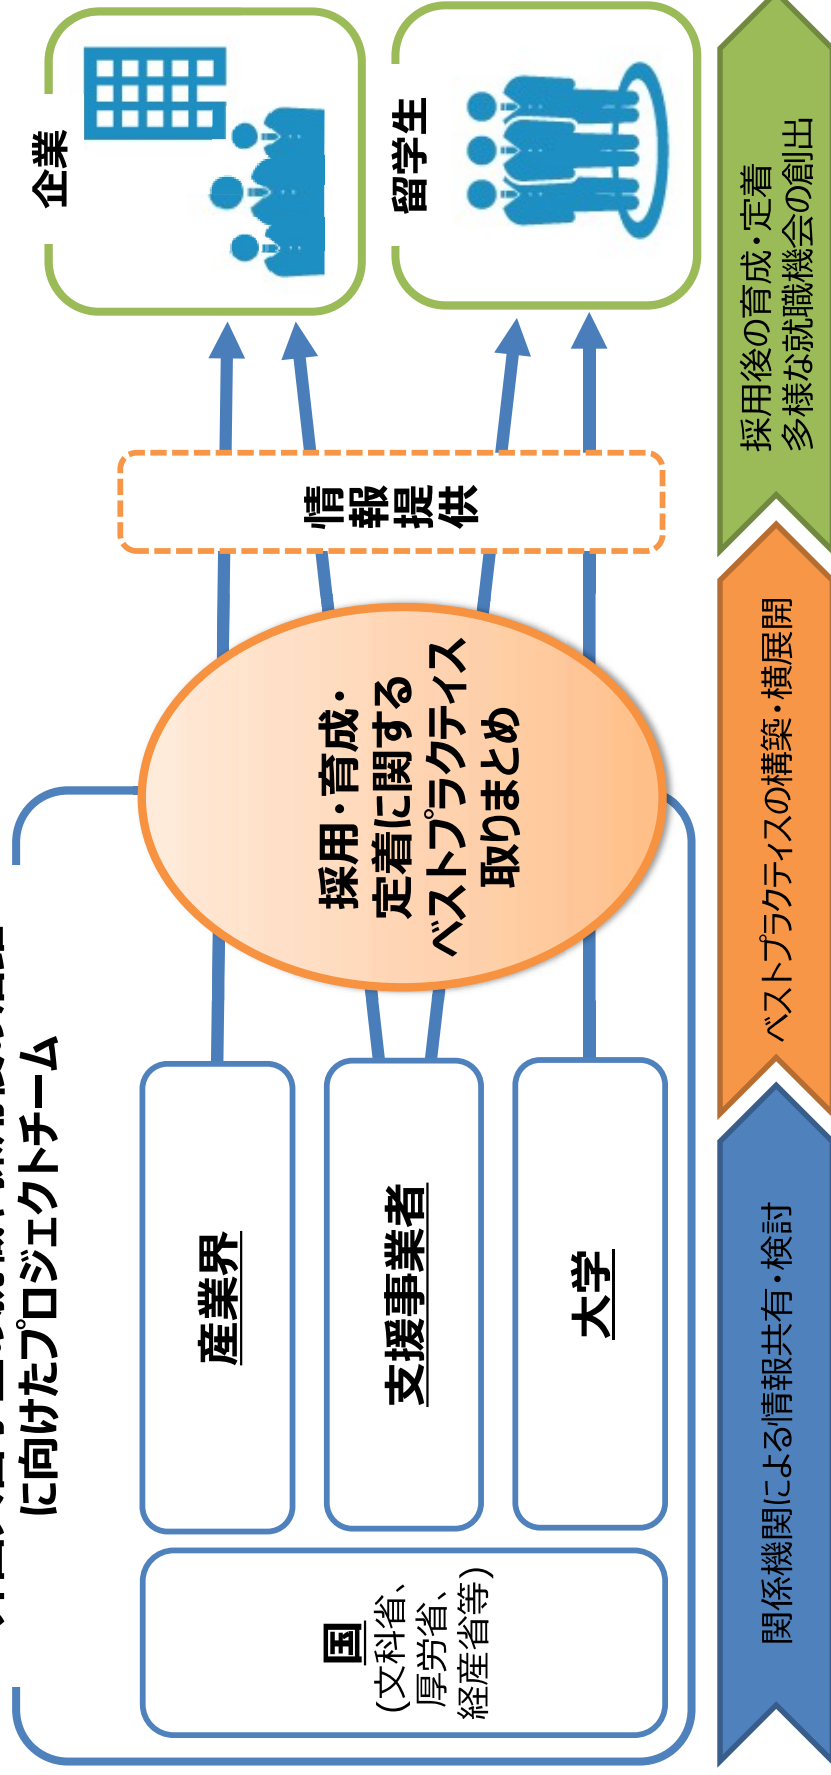 に向けたプロジェクトチーム
国
(文科省、
厚労省、
経産省等)
産業界
支援事業者
大学
採用・育成・
定着に関する
ベストプラクティス
取りまとめ
情報
提供
企業
留学生
関係機関による情報共有・検討
ベストプラクティスの構築・横展開
採用後の育成・定着
多様な就職機会の創出